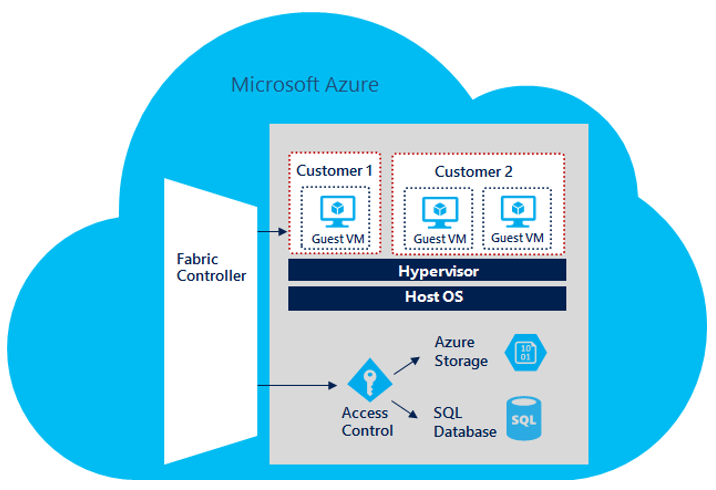 Microsoft Azure
Customer 1
Customer 2
Guest VM
Guest VM
Guest VM
Fabric
Controller
Hypervisor
Host OS
Azure
Storage
10
01
Access
Control
SQL
Database
SQL